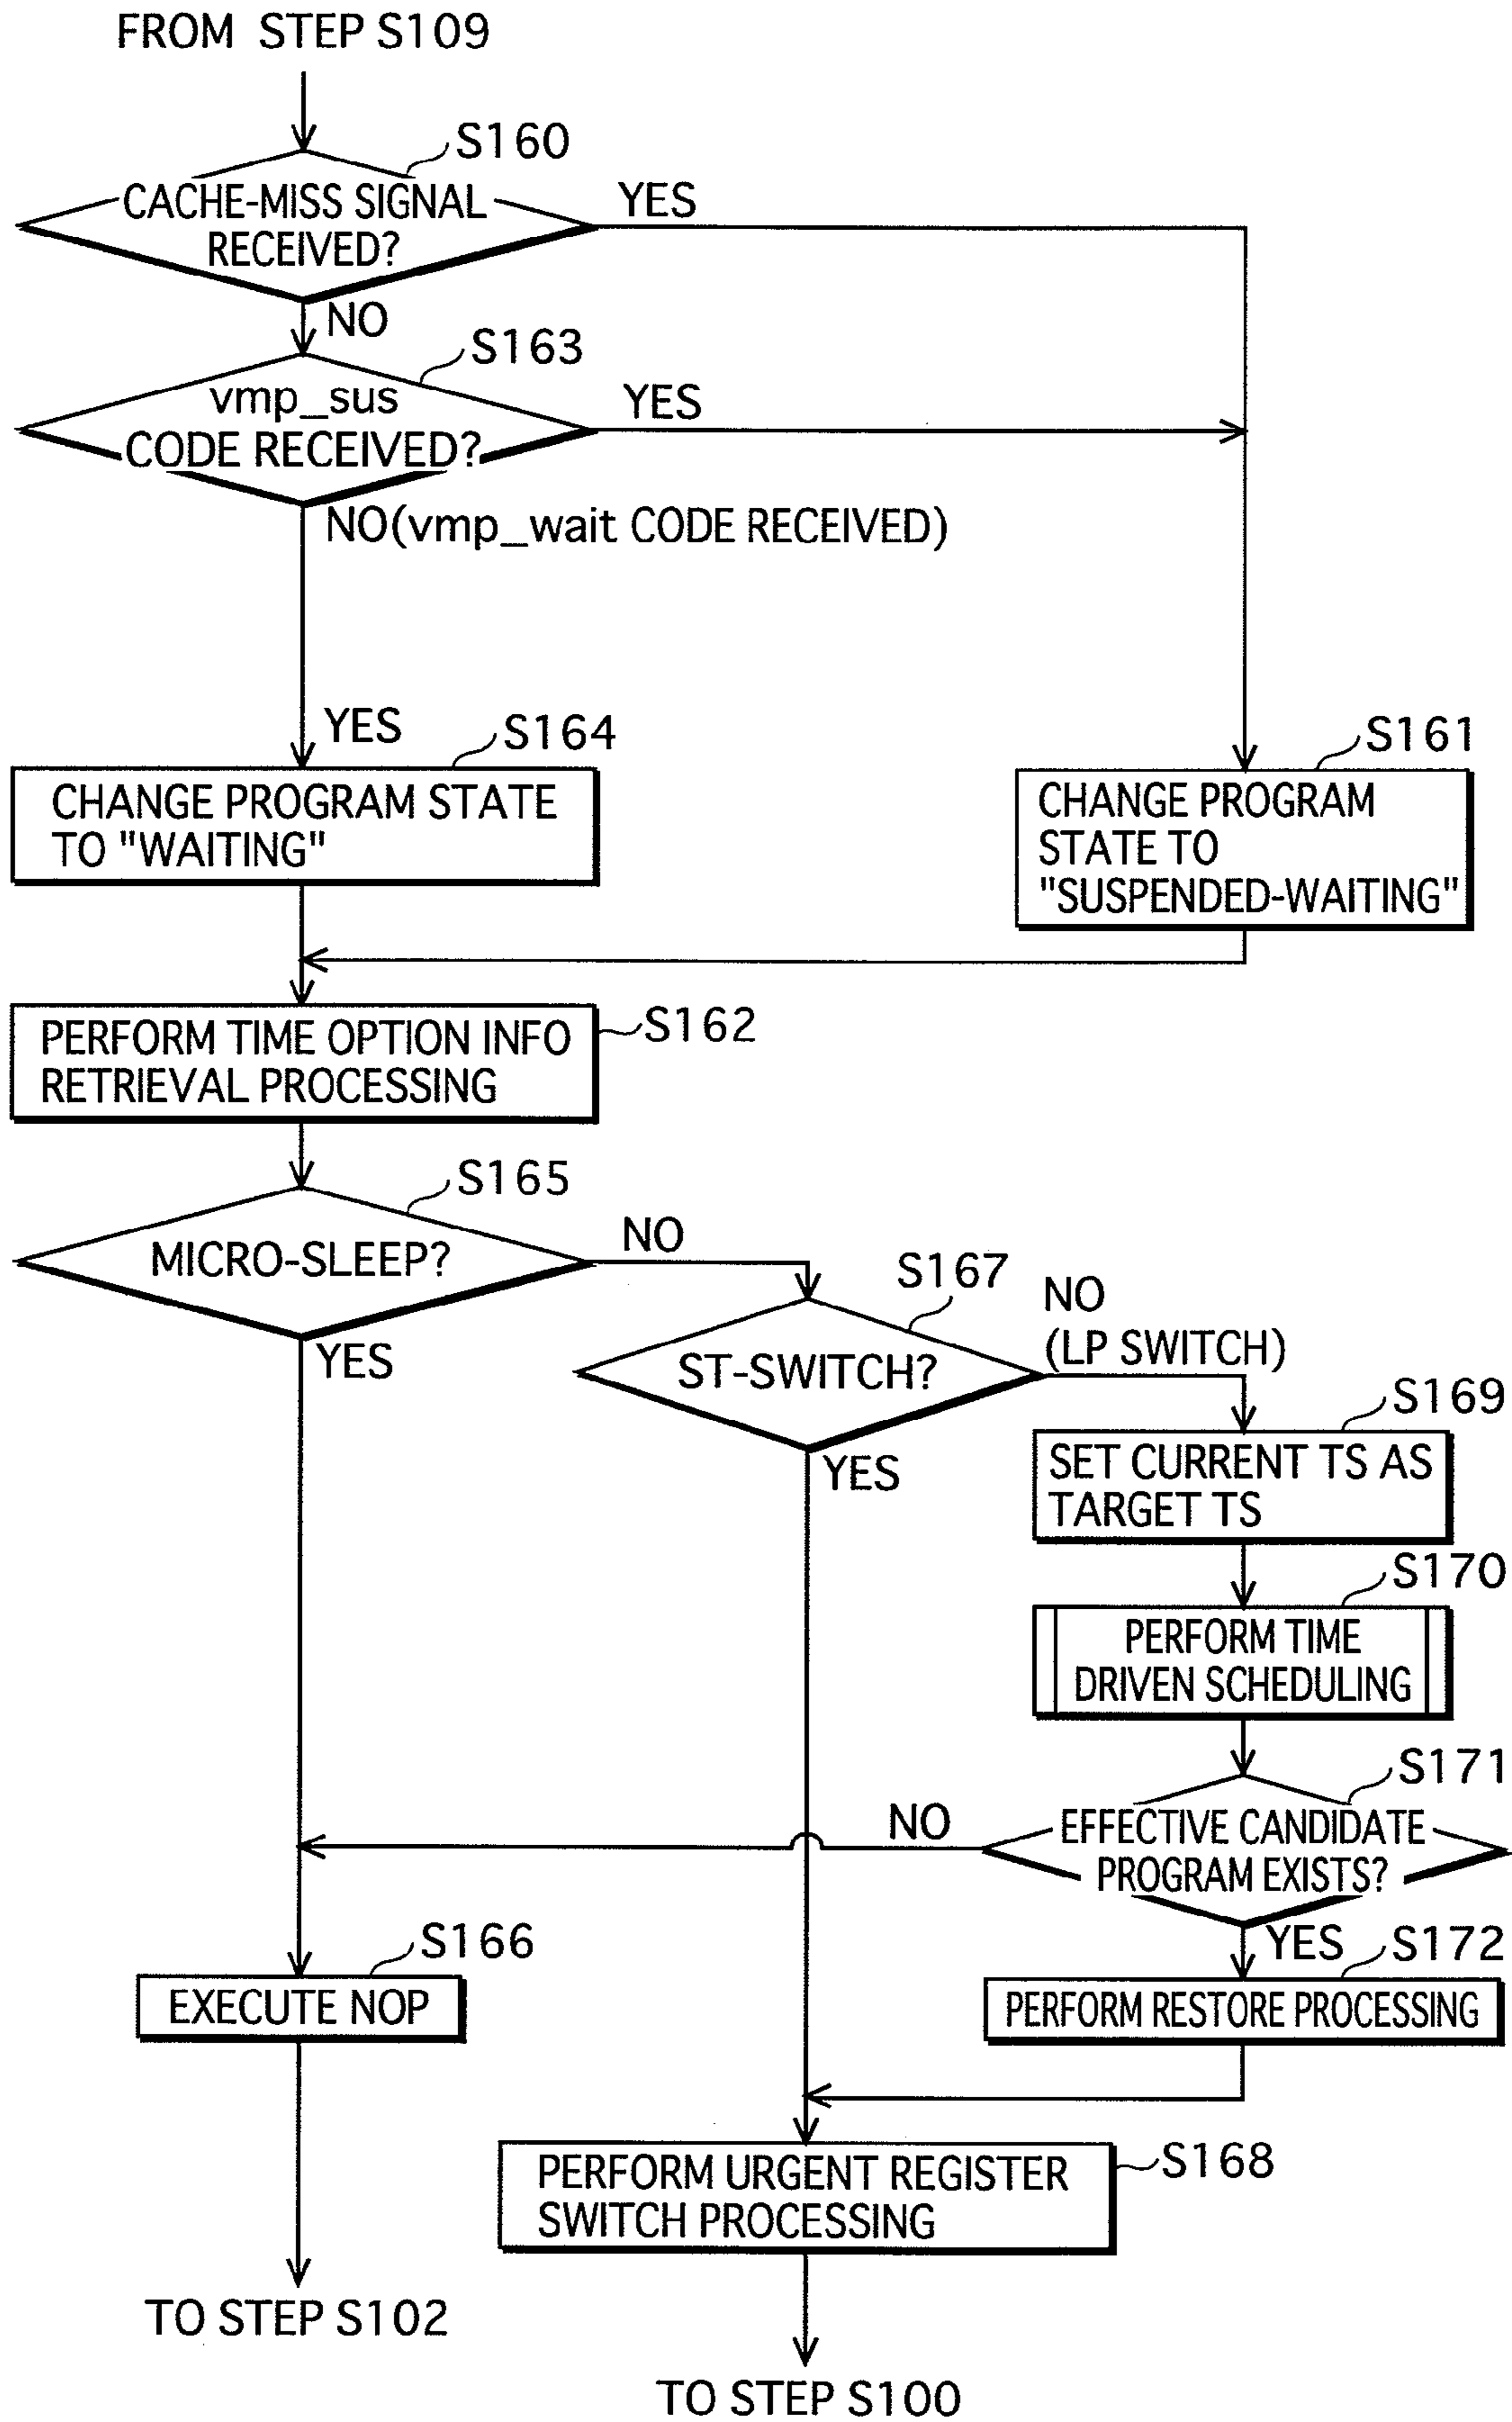 FROM STEP S109
S160
CACHE-MISS SIGNAL
RECEIVED?
YES
NO
S163
vmp_sus
CODE RECEIVED?
YES
NO(vmp_wait CODE RECEIVED)
YES
S164
CHANGE PROGRAM STATE
TO "WAITING"
S161
CHANGE PROGRAM
STATE TO
"SUSPENDED-WAITING"
PERFORM TIME OPTION INFO
RETRIEVAL PROCESSING
S162
S165
MICRO-SLEEP?
NO
YES
S167
ST-SWITCH?
NO
(LP SWITCH)
YES
S169
SET CURRENT TS AS
TARGET TS
S170
PERFORM TIME
DRIVEN SCHEDULING
S171
EFFECTIVE CANDIDATE
PROGRAM EXISTS?
NO
YES
S166
EXECUTE NOP
S172
PERFORM RESTORE PROCESSING
PERFORM URGENT REGISTER
SWITCH PROCESSING
S168
TO STEP S102
TO STEP S100